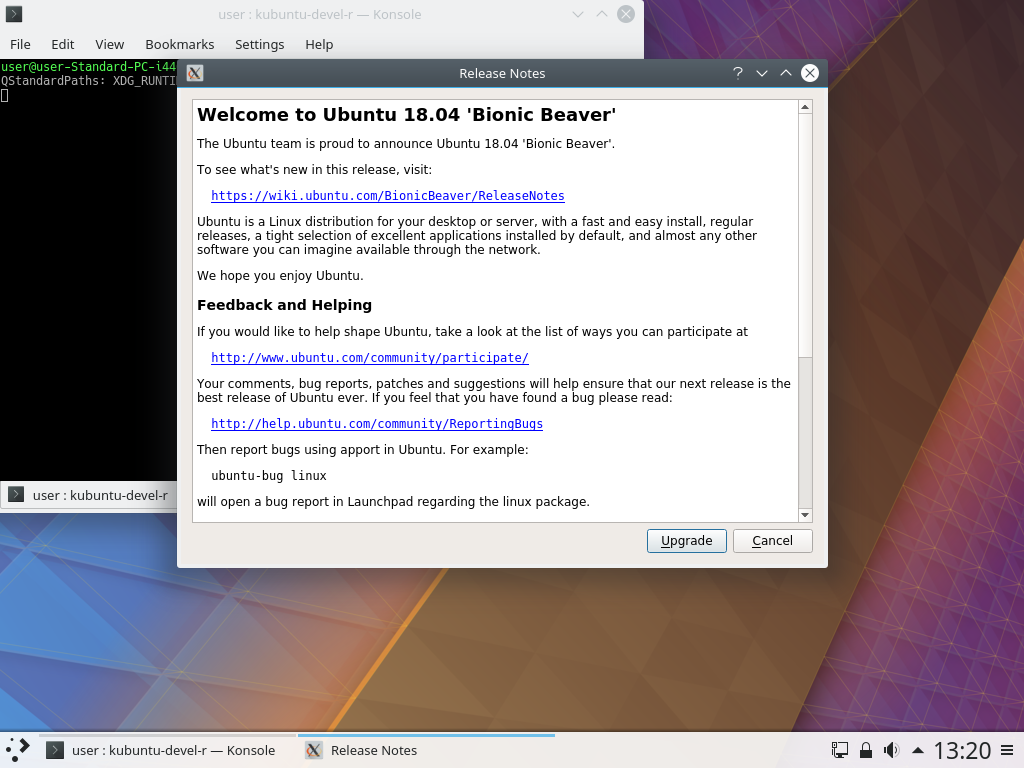 user : kubuntu-devel-r — Konsole
File Edit View Bookmarks Settings Help
user@user-Standard-PC-i44
QStandardPaths: XDG_RUNTI
Release Notes
Welcome to Ubuntu 18.04 'Bionic Beaver'
The Ubuntu team is proud to announce Ubuntu 18.04 'Bionic Beaver'.
To see what's new in this release, visit:
https://wiki.ubuntu.com/BionicBeaver/ReleaseNotes
Ubuntu is a Linux distribution for your desktop or server, with a fast and easy install, regular
releases, a tight selection of excellent applications installed by default, and almost any other
software you can imagine available through the network.
We hope you enjoy Ubuntu.
Feedback and Helping
If you would like to help shape Ubuntu, take a look at the list of ways you can participate at
http://www.ubuntu.com/community/participate/
Your comments, bug reports, patches and suggestions will help ensure that our next release is the
best release of Ubuntu ever. If you feel that you have found a bug please read:
http://help.ubuntu.com/community/ReportingBugs
Then report bugs using apport in Ubuntu. For example:
ubuntu-bug linux
will open a bug report in Launchpad regarding the linux package.
Upgrade Cancel
user : kubuntu-devel-r
user : kubuntu-devel-r — Konsole
Release Notes
13:20